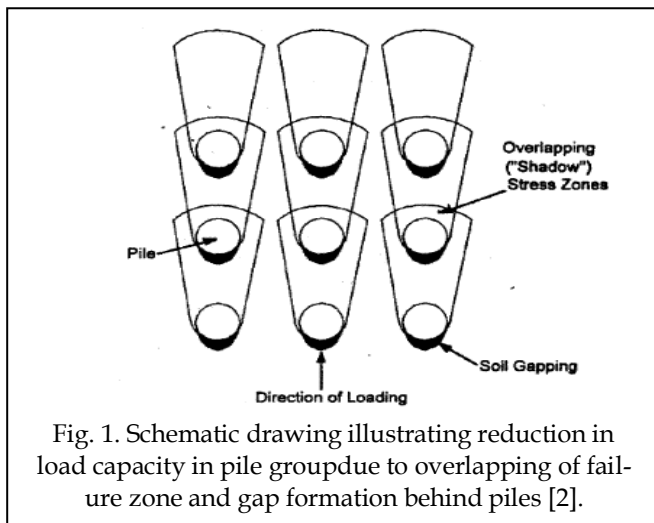 Overlapping
("Shadow")
Stress Zones
Pile
Soil Gapping
Direction of Loading
Fig. 1. Schematic drawing illustrating reduction in
load capacity in pile groupdue to overlapping of fail-
ure zone and gap formation behind piles [2].